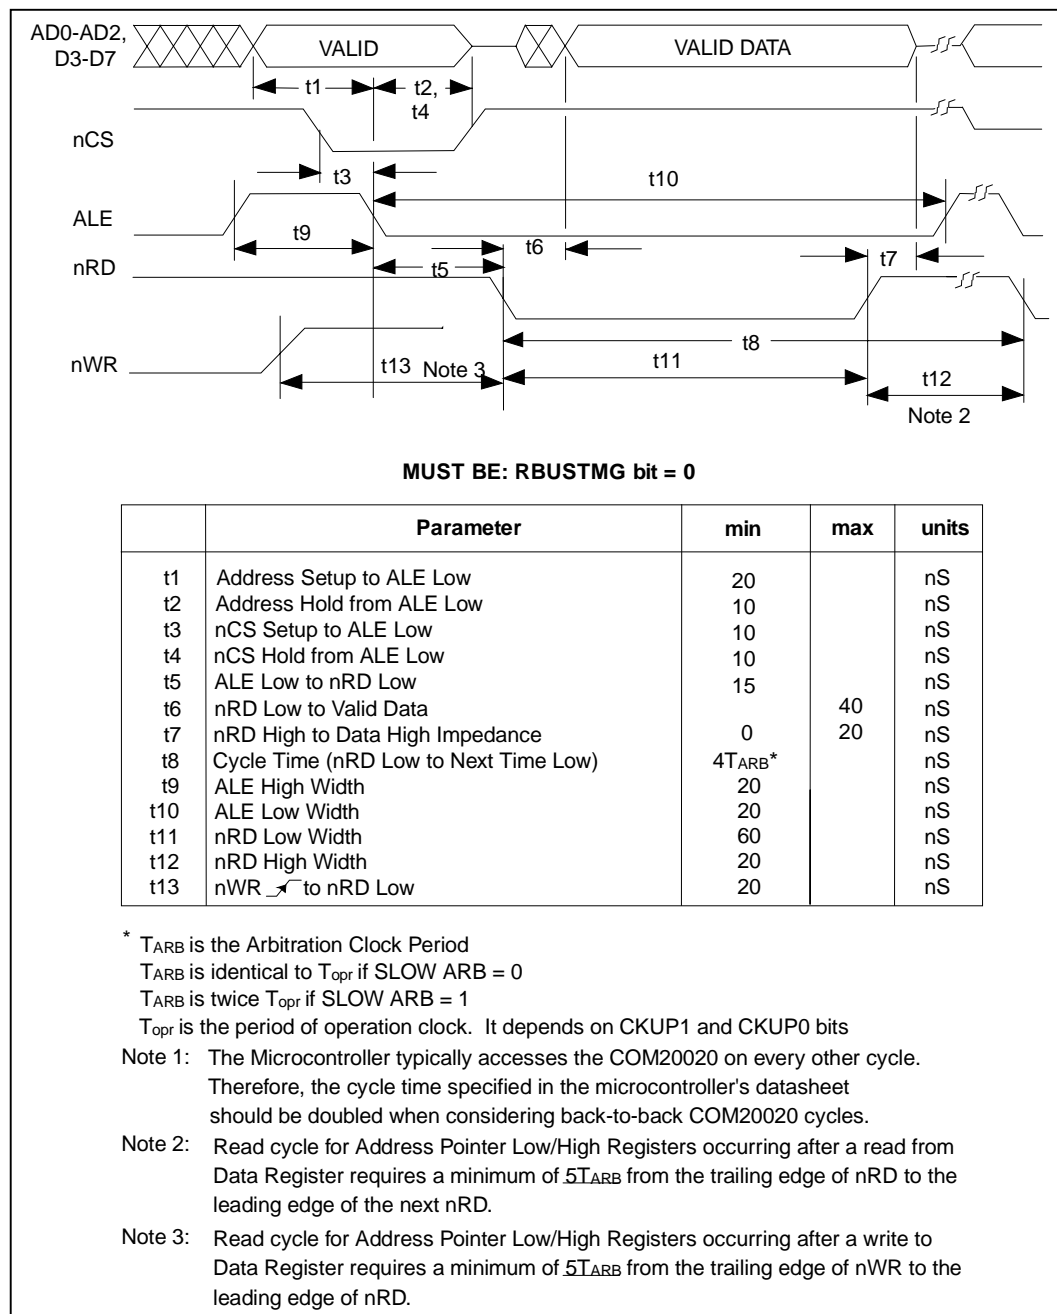 AD0-AD2,
D3-D7
VALID
VALID DATA
t1
t2,
t4
nCS
t3
t10
ALE
t9
t6
nRD
t5
t7
t8
nWR
t13 Note 3
t11
t12
Note 2
MUST BE: RBUSTMG bit = 0
Parameter min max units
t1 Address Setup to ALE Low 20 nS
t2 Address Hold from ALE Low 10 nS
t3 nCS Setup to ALE Low 10 nS
t4 nCS Hold from ALE Low 10 nS
t5 ALE Low to nRD Low 15 nS
t6 nRD Low to Valid Data 40 nS
t7 nRD High to Data High Impedance 0 20 nS
t8 Cycle Time (nRD Low to Next Time Low) 4TARB* nS
t9 ALE High Width 20 nS
t10 ALE Low Width 20 nS
t11 nRD Low Width 60 nS
t12 nRD High Width 20 nS
t13 nWR to nRD Low 20 nS
* TARB is the Arbitration Clock Period
TARB is identical to Topr if SLOW ARB = 0
TARB is twice Topr if SLOW ARB = 1
Topr is the period of operation clock. It depends on CKUP1 and CKUP0 bits
Note 1: The Microcontroller typically accesses the COM20020 on every other cycle.
Therefore, the cycle time specified in the microcontroller's datasheet
should be doubled when considering back-to-back COM20020 cycles.
Note 2: Read cycle for Address Pointer Low/High Registers occurring after a read from
Data Register requires a minimum of 5TARB from the trailing edge of nRD to the
leading edge of the next nRD.
Note 3: Read cycle for Address Pointer Low/High Registers occurring after a write to
Data Register requires a minimum of 5TARB from the trailing edge of nWR to the
leading edge of nRD.